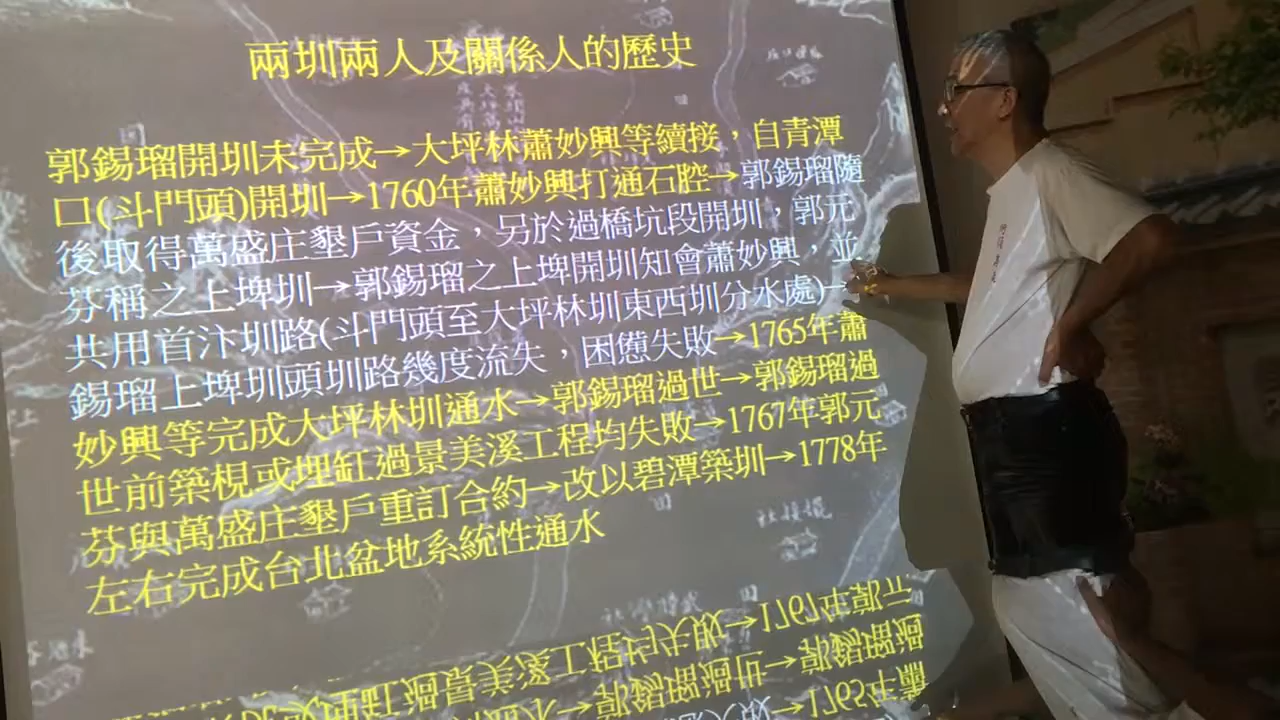 兩圳兩人及關係人的歷史
郭錫瑠開圳未完成→大坪林蕭妙興等續接，自青潭
口(斗門頭)開圳→1760年蕭妙興打通石腔→郭錫瑠隨
後取得萬盛庄墾戶資金，另於過橋坑段開圳，郭元
芬稱之上埤圳→郭錫瑠之上埤開圳知會蕭妙興，並
共用首汴圳路(斗門頭至大坪林圳東西圳分水處)→
錫瑠上埤圳頭圳路幾度流失，困憊失敗→1765年蕭
妙興等完成大坪林圳通水→郭錫瑠過世→郭錫瑠過
世前築梘或埋缸過景美溪工程均失敗→1767年郭元
芬與萬盛庄墾戶重訂合約→改以碧潭築圳→1778年
左右完成台北盆地系統性通水